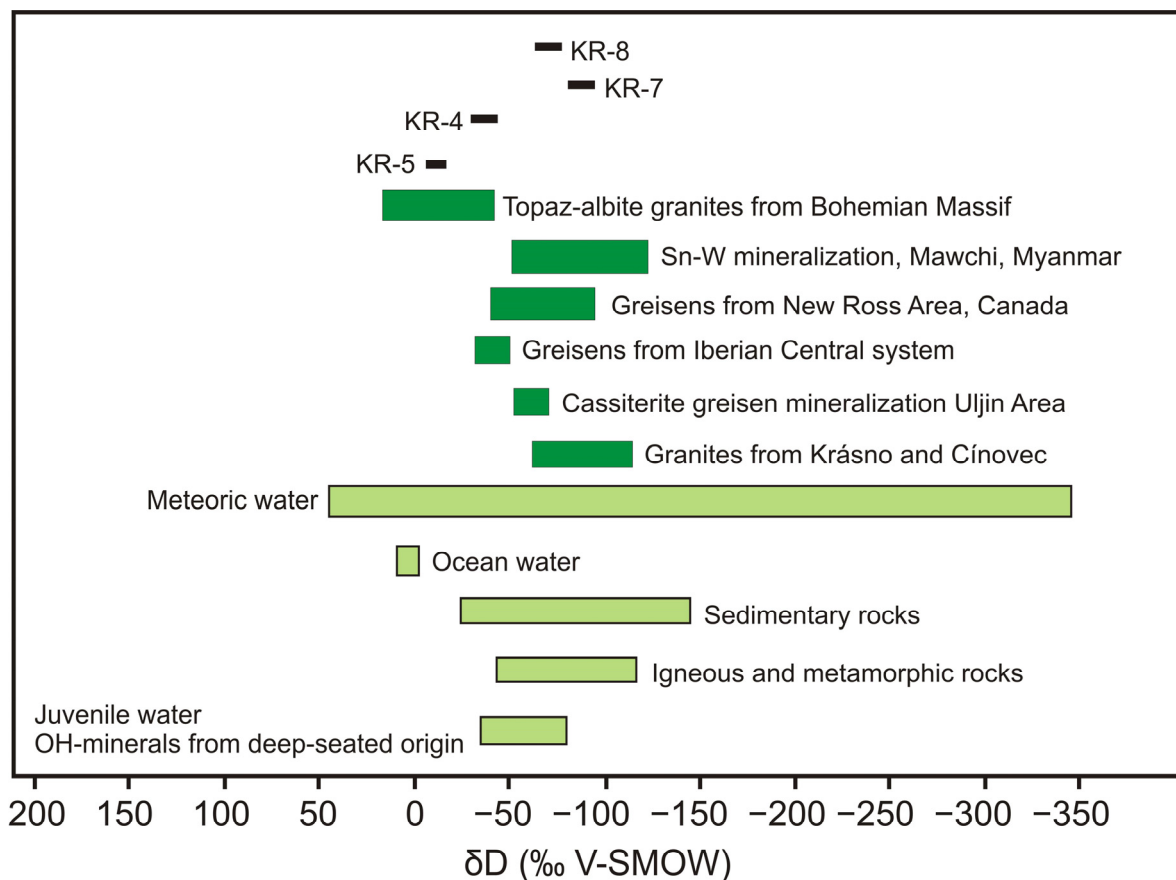 KR-8
KR-7
KR-4
KR-5
Topaz-albite granites from Bohemian Massif
Sn-W mineralization, Mawchi, Myanmar
Greisens from New Ross Area, Canada
Greisens from Iberian Central system
Cassiterite greisen mineralization Uljin Area
Granites from Krásno and Cínovec
Meteoric water
Ocean water
Sedimentary rocks
Igneous and metamorphic rocks
Juvenile water
OH-minerals from deep-seated origin
200 150 100 50 0 −50 −100 −150 −200 −250 −300 −350
δD (‰ V-SMOW)